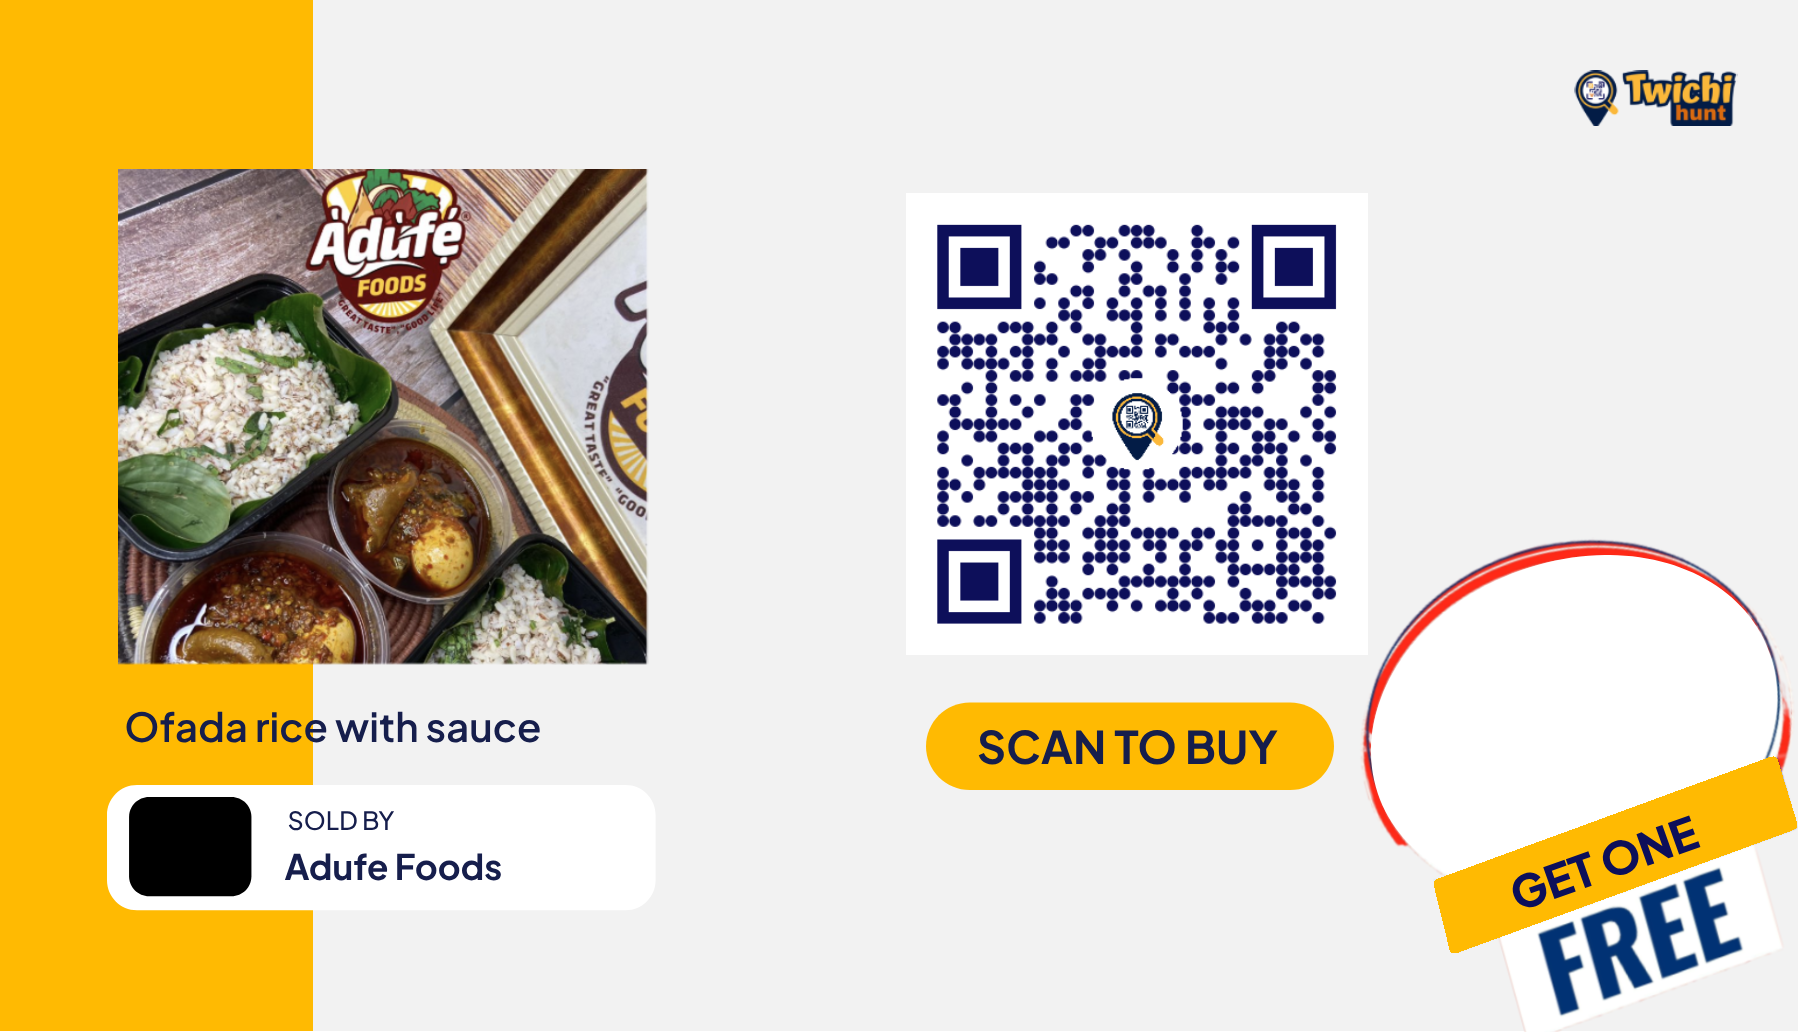 Twichi
hunt
Àdùfẹ́
®
FOODS
"GREAT TASTE", "GOOD LIFE"
"GREAT TASTE" "GOO
Ofada rice with sauce
SOLD BY
Adufe Foods
SCAN TO BUY
GET ONE
FREE